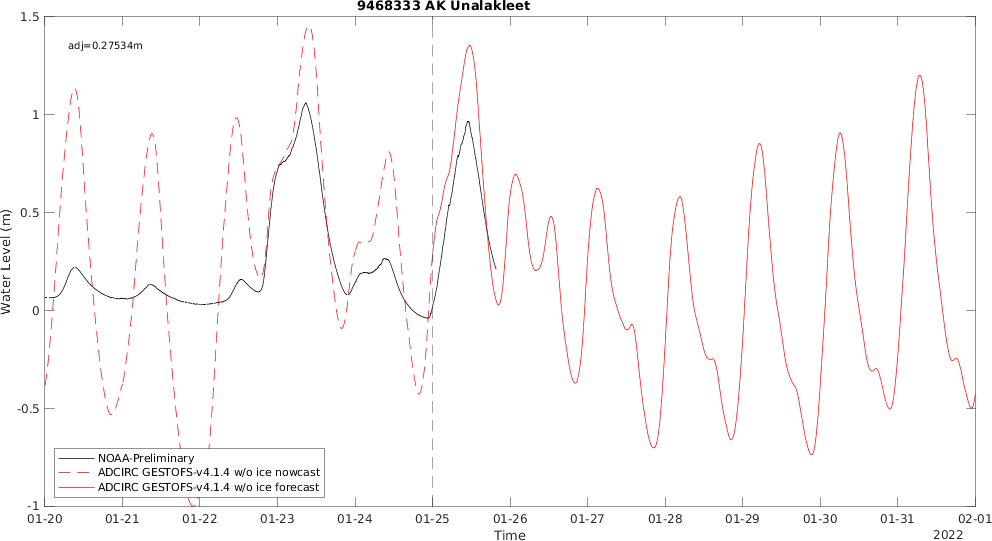 9468333 AK Unalakleet
1.5
adj=0.27534m
1
0.5
Water Level (m)
0
-0.5
NOAA-Preliminary
ADCIRC GESTOFS-v4.1.4 w/o ice nowcast
ADCIRC GESTOFS-v4.1.4 w/o ice forecast
-1
01-20 01-21 01-22 01-23 01-24 01-25 01-26 01-27 01-28 01-29 01-30 01-31 02-01
Time
2022